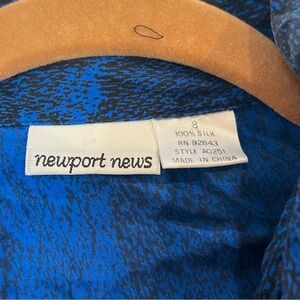 newport news
8
100% SILK
RN 92843
STYLE A0251
MADE IN CHINA